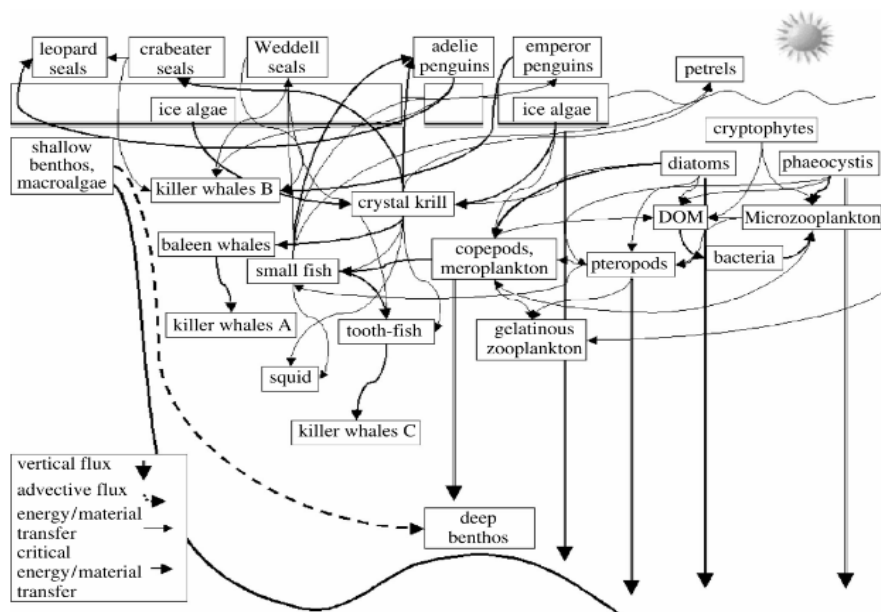 leopard
seals
crabeater
seals
Weddell
seals
adelie
penguins
emperor
penguins
petrels
ice algae
ice algae
cryptophytes
shallow
benthos,
macroalgae
diatoms
phaeocystis
killer whales B
crystal krill
DOM
Microzooplankton
baleen whales
copepods,
meroplankton
pteropods
bacteria
small fish
killer whales A
tooth-fish
gelatinous
zooplankton
squid
killer whales C
vertical flux
advective flux
energy/material
transfer
critical
energy/material
transfer
deep
benthos